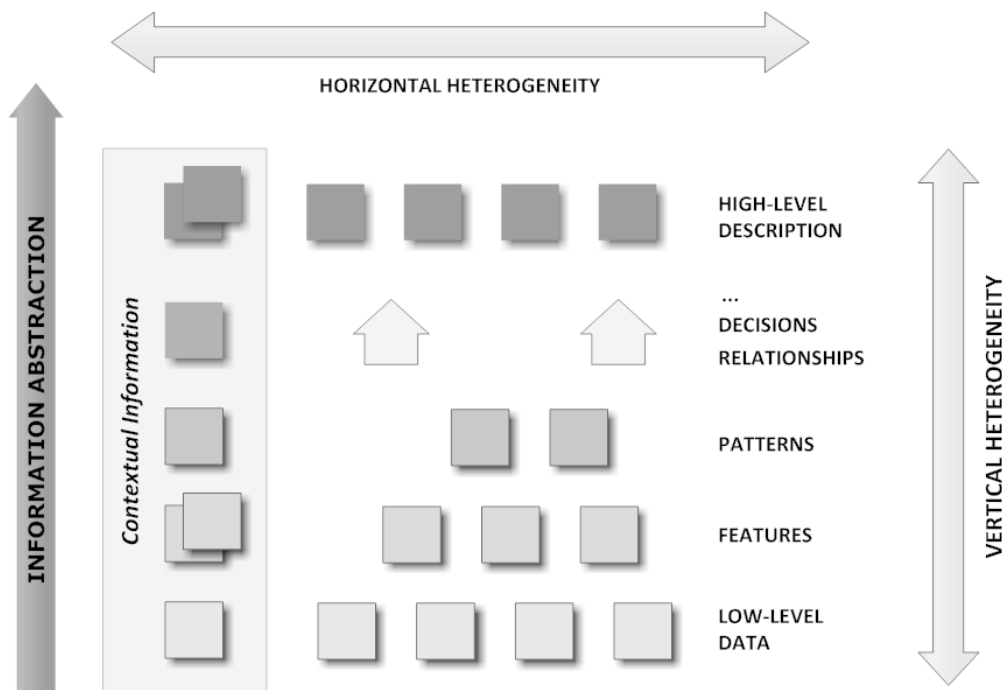 HORIZONTAL HETEROGENEITY
INFORMATION ABSTRACTION
Contextual Information
HIGH-LEVEL
DESCRIPTION
...
DECISIONS
RELATIONSHIPS
PATTERNS
FEATURES
LOW-LEVEL
DATA
VERTICAL HETEROGENEITY